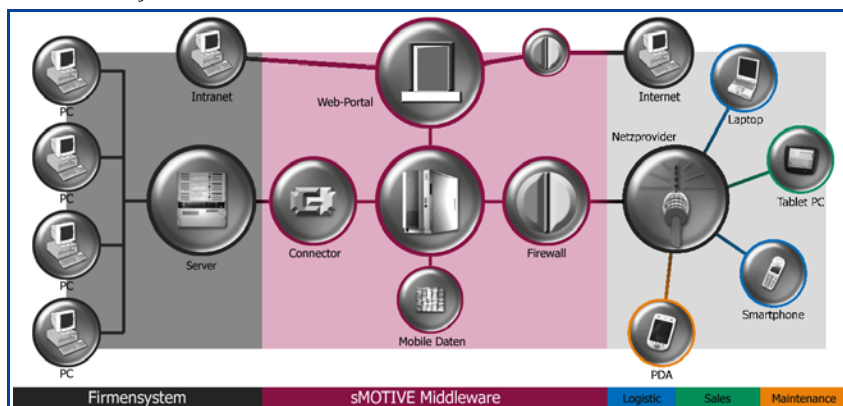 PC
Intranet
Web-Portal
Internet
Laptop
Netzprovider
PC
Tablet PC
Server
Connector
Firewall
PC
Smartphone
Mobile Daten
PC
PDA
Firmensystem
sMOTIVE Middleware
Logistic
Sales
Maintenance